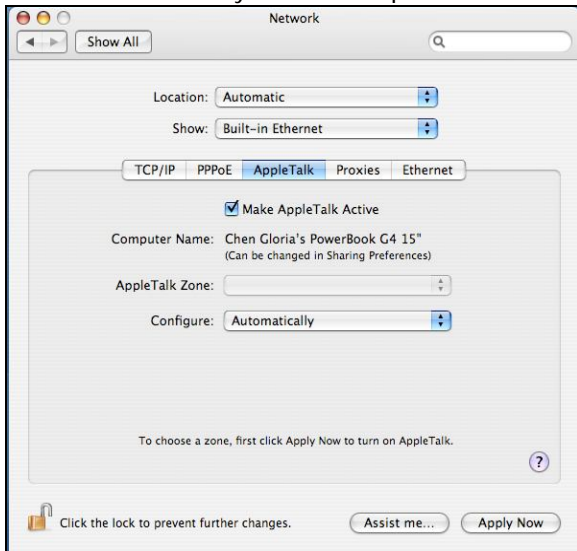 Network
Show All
Location: Automatic
Show: Built-in Ethernet
TCP/IP PPPoE AppleTalk Proxies Ethernet
Make AppleTalk Active
Computer Name: Chen Gloria's PowerBook G4 15"
(Can be changed in Sharing Preferences)
AppleTalk Zone:
Configure: Automatically
To choose a zone, first click Apply Now to turn on AppleTalk.
?
Click the lock to prevent further changes. Assist me... Apply Now